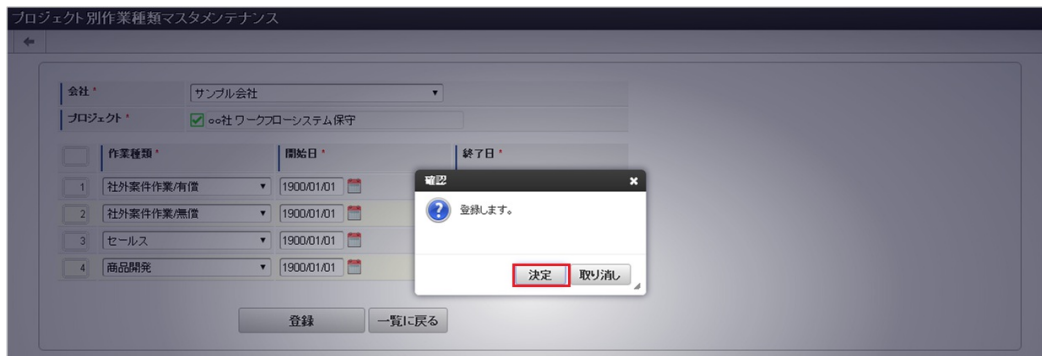 プロジェクト別作業種類マスタメンテナンス
会社 * サンプル会社
プロジェクト * ∞社 ワークフローシステム保守
作業種類 * 開始日 * 終了日 *
1 社外案件作業/有償 1900/01/01
2 社外案件作業/無償 1900/01/01
3 セールス 1900/01/01
4 商品開発 1900/01/01
確認
登録します。
決定 取り消し
登録 一覧に戻る